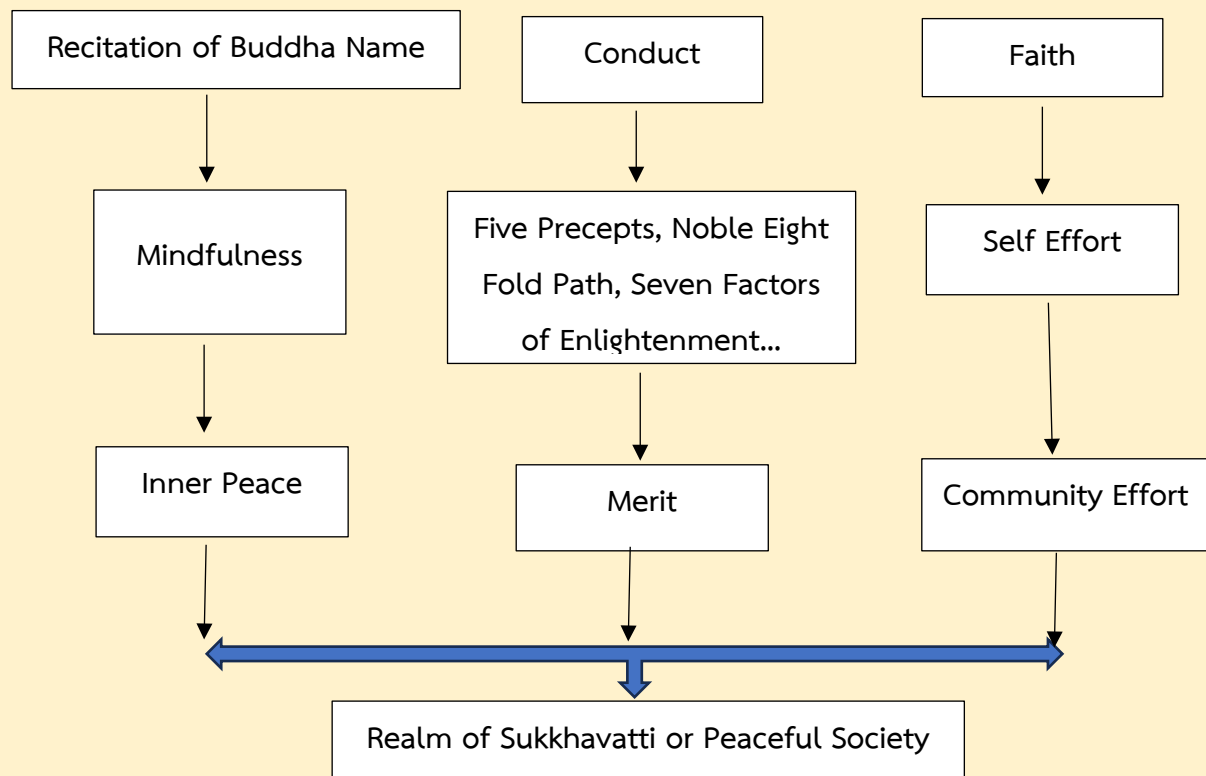 Recitation of Buddha Name
Conduct
Faith
Mindfulness
Five Precepts, Noble Eight
Fold Path, Seven Factors
of Enlightenment...
Self Effort
Inner Peace
Merit
Community Effort
Realm of Sukkhavatti or Peaceful Society